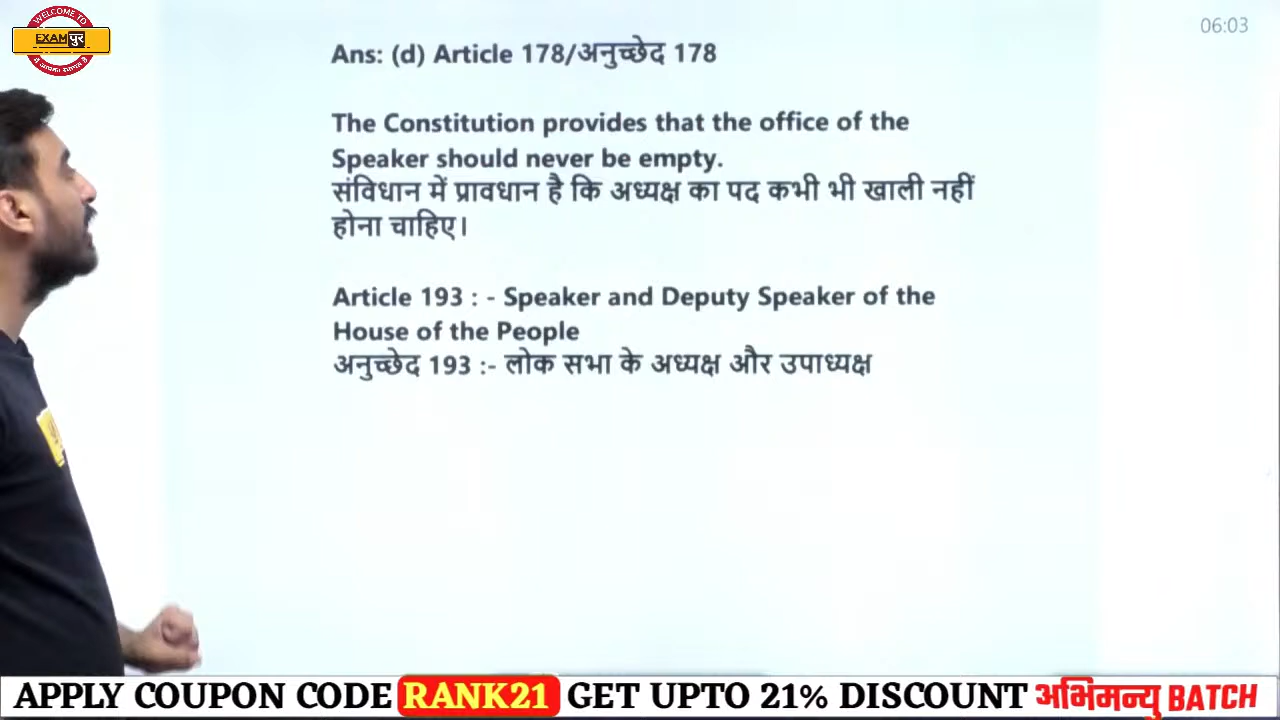 WELCOME TO
EXAMपुर
06:03
Ans: (d) Article 178/अनुच्छेद 178
The Constitution provides that the office of the
Speaker should never be empty.
संविधान में प्रावधान है कि अध्यक्ष का पद कभी भी खाली नहीं
होना चाहिए।
Article 193 : - Speaker and Deputy Speaker of the
House of the People
अनुच्छेद 193 :- लोक सभा के अध्यक्ष और उपाध्यक्ष
APPLY COUPON CODE RANK21 GET UPTO 21% DISCOUNT अभिमन्यु BATCH